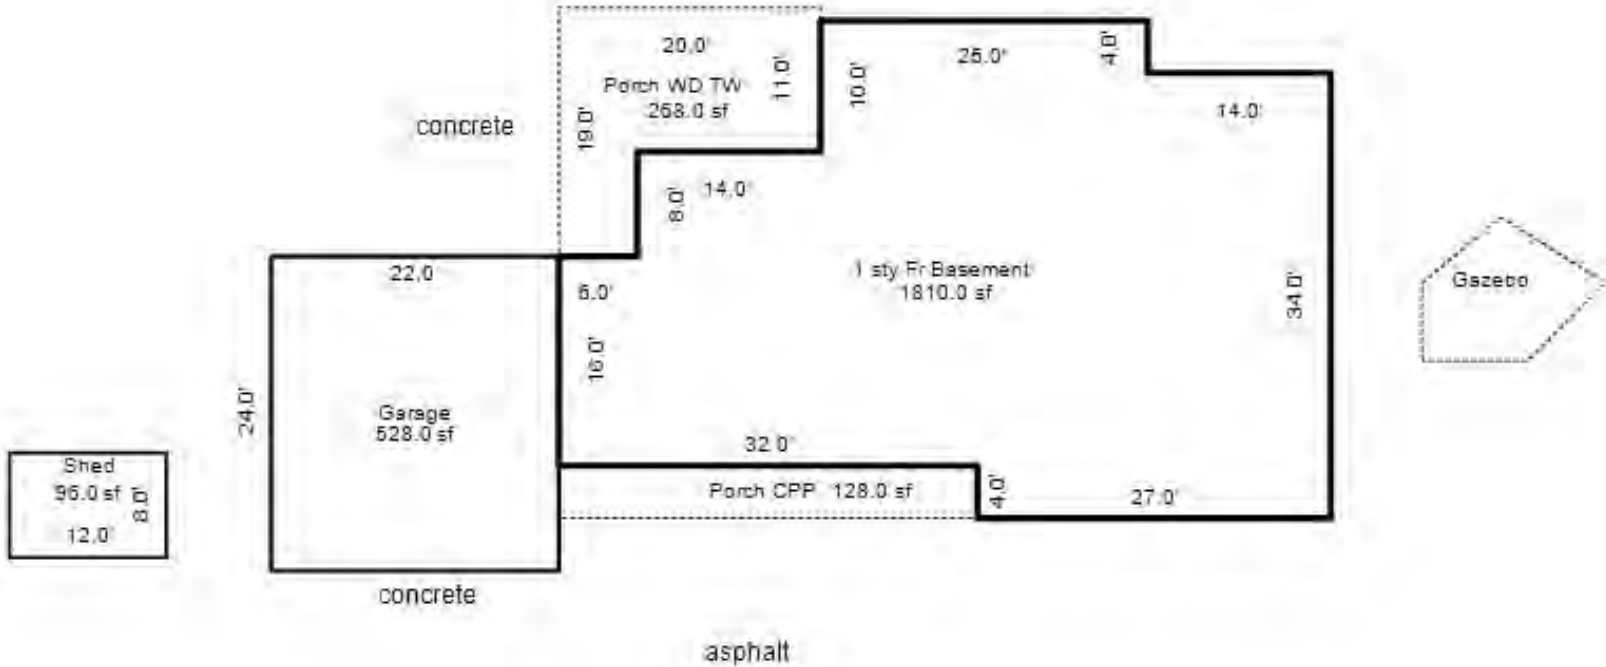 20.0'
Porch WD TW
268.0 sf
11.0'
19.0'
concrete
10.0'
25.0'
4.0'
14.0'
8.0'
14.0'
22.0'
6.0'
16.0'
1 sty Fr Basement
1810.0 sf
34.0'
Gazebo
24.0'
Garage
528.0 sf
32.0'
Porch CPP 128.0 sf
4.0'
27.0'
Shed
96.0 sf
8.0'
12.0'
concrete
asphalt